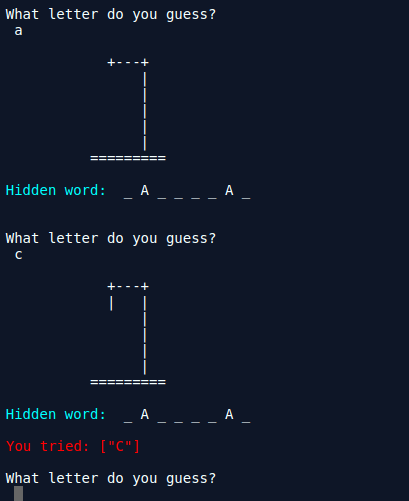 What letter do you guess?
a
+---+
|
|
|
|
|
=========
Hidden word:  _ A _ _ _ _ A _
What letter do you guess?
c
+---+
|   |
|
|
|
|
=========
Hidden word:  _ A _ _ _ _ A _
You tried: ["C"]
What letter do you guess?